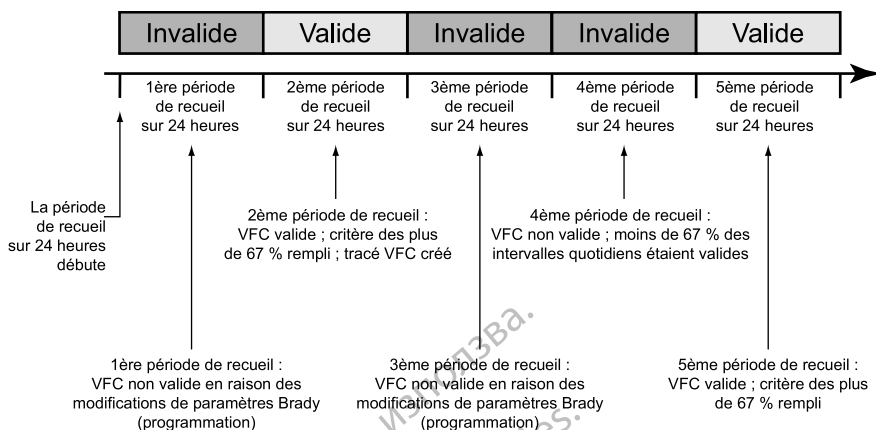 Invalide
Valide
Invalide
Invalide
Valide
1ère période
de recueil
sur 24 heures
2ème période
de recueil
sur 24 heures
3ème période
de recueil
sur 24 heures
4ème période
de recueil
sur 24 heures
5ème période
de recueil
sur 24 heures
La période
de recueil
sur 24 heures
débute
2ème période de recueil :
VFC valide ; critère des plus
de 67 % rempli ; tracé VFC créé
4ème période de recueil :
VFC non valide ; moins de 67 % des
intervalles quotidiens étaient valides
1ère période de recueil :
VFC non valide en raison des
modifications de paramètres Brady
(programmation)
3ème période de recueil :
VFC non valide en raison des
modifications de paramètres Brady
(programmation)
5ème période de recueil :
VFC valide ; critère des plus
de 67 % rempli